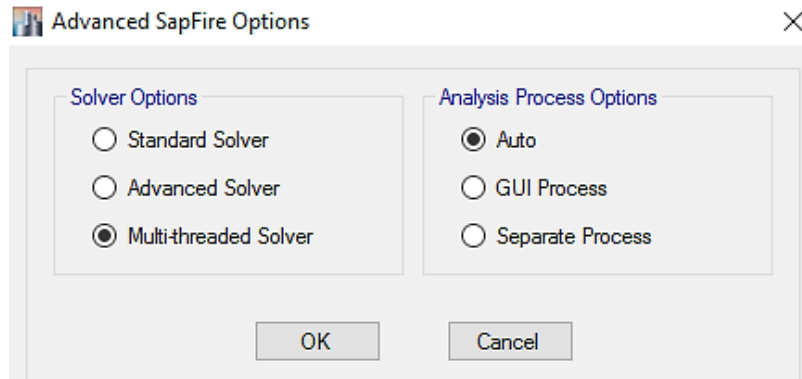 Advanced SapFire Options
Solver Options
Standard Solver
Advanced Solver
Multi-threaded Solver
Analysis Process Options
Auto
GUI Process
Separate Process
OK
Cancel